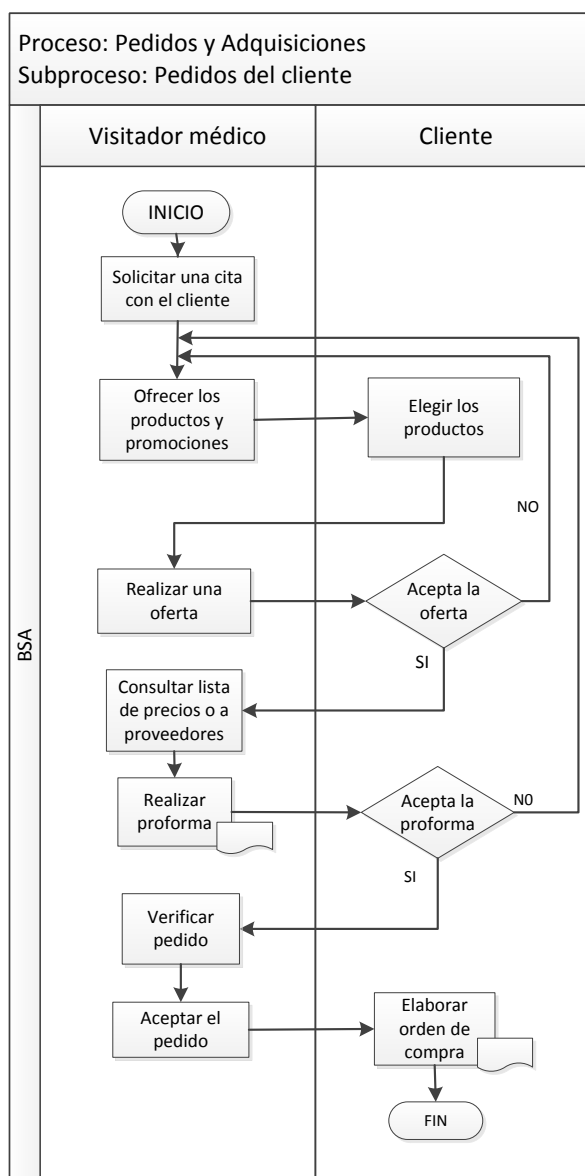 Proceso: Pedidos y Adquisiciones
Subproceso: Pedidos del cliente
BSA
Visitador médico
Cliente
INICIO
Solicitar una cita
con el cliente
Ofrecer los
productos y
promociones
Elegir los
productos
NO
Realizar una
oferta
Acepta la
oferta
SI
Consultar lista
de precios o a
proveedores
Realizar
proforma
Acepta la
proforma
N0
SI
Verificar
pedido
Aceptar el
pedido
Elaborar
orden de
compra
FIN